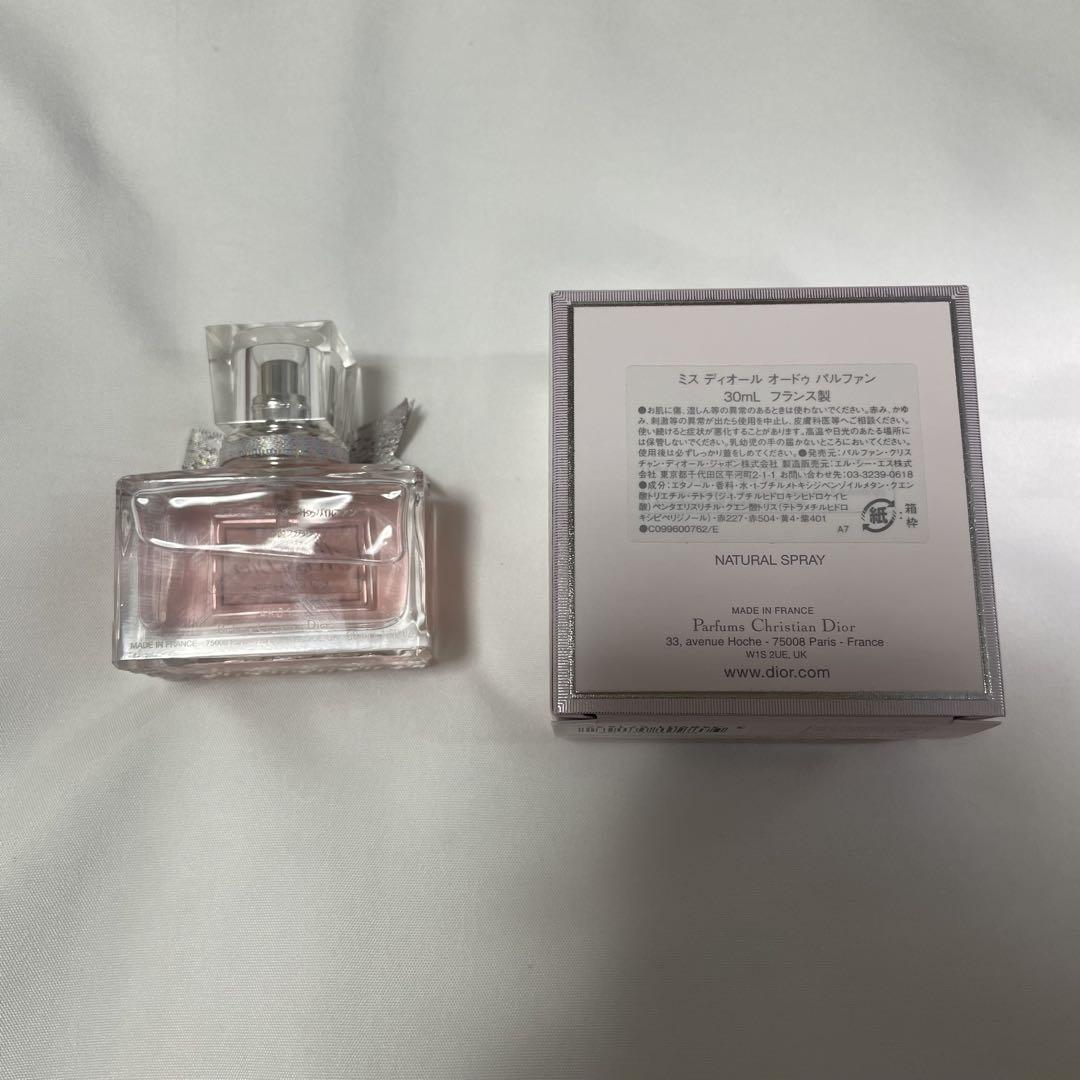 MADE IN FRANCE - 75008
Dior
ミス ディオール オードゥ パルファン
30mL フランス製
●お肌に傷、湿しん等の異常のあるときは使わないでください。赤み、かゆ
み、刺激等の異常が出たら使用を中止し、皮膚科医等へご相談ください。
使い続けると症状が悪化することがあります。高温や日光のあたる場所に
は保管しないでください。乳幼児の手の届かないところにおいてください。
使用後は必ずしっかり蓋をしめてください。●発売元：パルファン・クリス
チャン・ディオール・ジャポン株式会社 製造販売元：エル・シー・エス株式会
社 東京都千代田区平河町2-1-1 お問い合わせ先：03-3239-0618
●成分：エタノール・香料・水・t-ブチルメトキシジベンゾイルメタン・クエン
酸トリエチル・テトラ(ジ-t-ブチルヒドロキシヒドロケイヒ
酸)ペンタエリスリチル・クエン酸トリス(テトラメチルヒドロ
キシピペリジノール)・赤227・赤504・黄4・紫401
●C099600762/E A7
紙
：箱
枠
NATURAL SPRAY
MADE IN FRANCE
Parfums Christian Dior
33, avenue Hoche - 75008 Paris - France
W1S 2UE, UK
www.dior.com